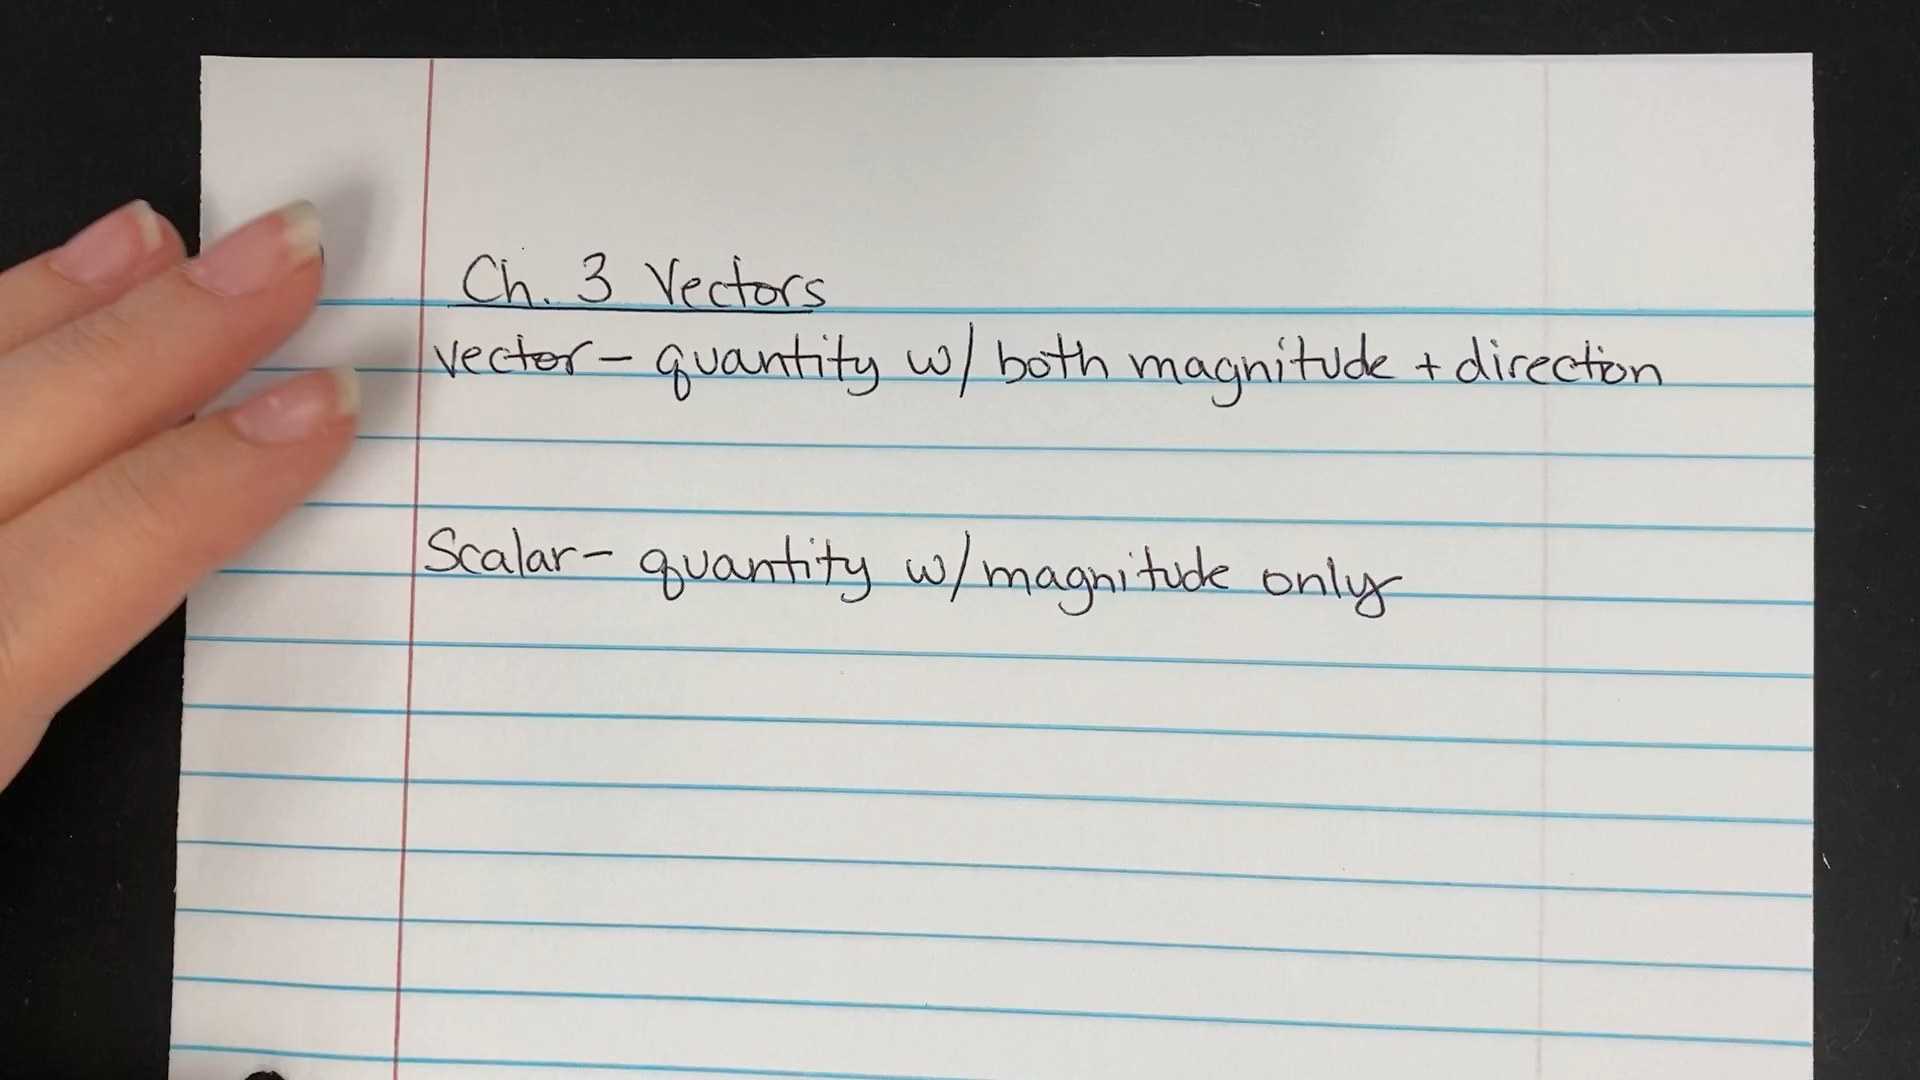 Ch. 3 Vectors
Vector - quantity w/ both magnitude + direction
Scalar - quantity w/ magnitude only